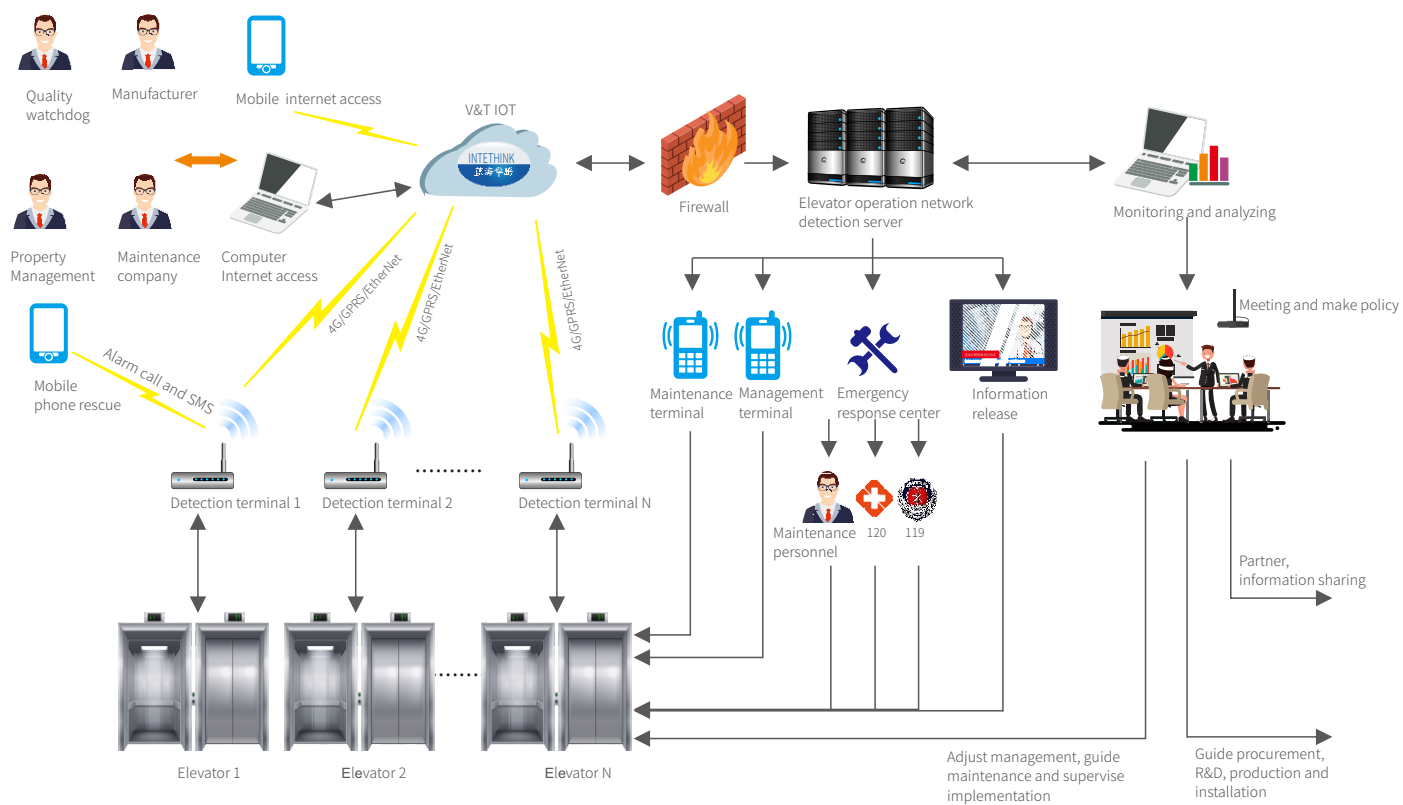 Quality
watchdog
Manufacturer
Mobile internet access
V&T IOT
INTETHINK
Property
Management
Maintenance
company
Computer
Internet access
Firewall
Elevator operation network
detection server
Monitoring and analyzing
4G/GPRS/EtherNet
4G/GPRS/EtherNet
4G/GPRS/EtherNet
Meeting and make policy
Mobile
phone rescue
Alarm call and SMS
Maintenance
terminal
Management
terminal
Emergency
response center
Information
release
Detection terminal 1
Detection terminal 2
Detection terminal N
Maintenance
personnel
120
119
Partner,
information sharing
Elevator 1
Elevator 2
Elevator N
Adjust management, guide
maintenance and supervise
implementation
Guide procurement,
R&D, production and
installation